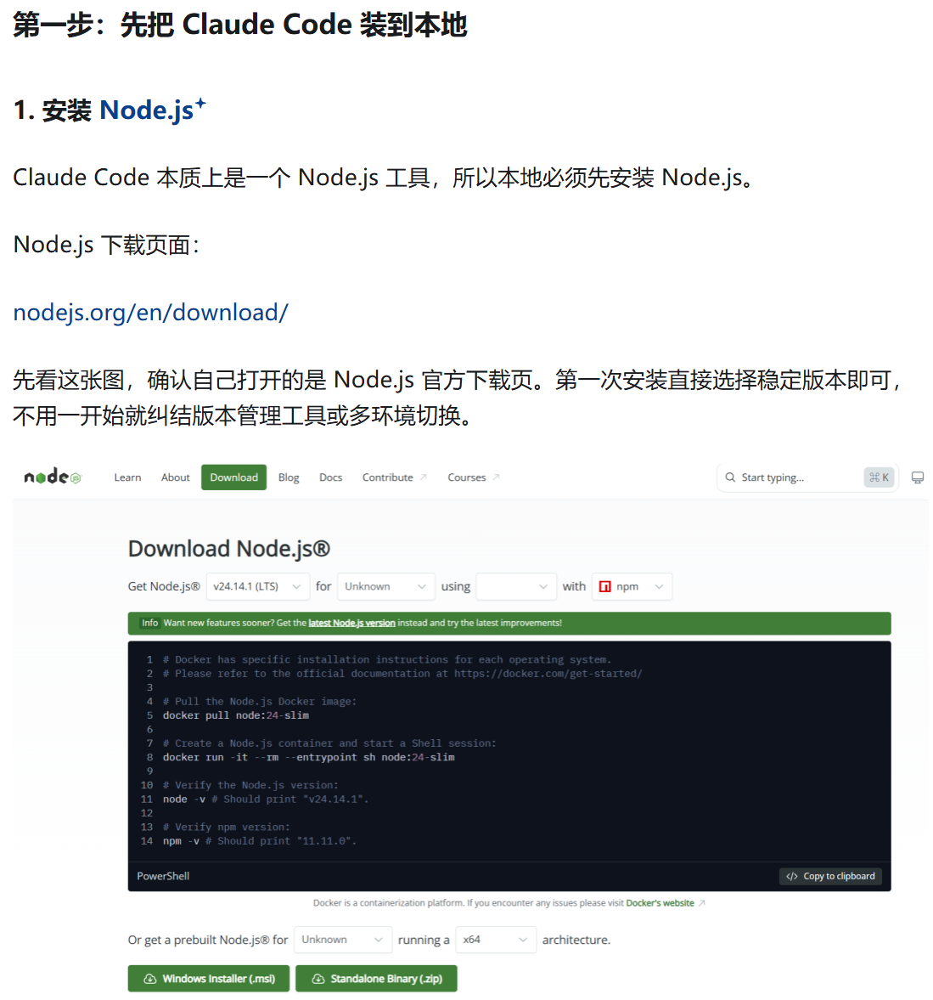 第一步：先把 Claude Code 装到本地
1. 安装 Node.js
Claude Code 本质上是一个 Node.js 工具，所以本地必须先安装 Node.js。
Node.js 下载页面：
nodejs.org/en/download/
先看这张图，确认自己打开的是 Node.js 官方下载页。第一次安装直接选择稳定版本即可，
不用一开始就纠结版本管理工具或多环境切换。
node Learn About Download Blog Docs Contribute Courses Start typing... ⌘ K
Download Node.js®
Get Node.js® v24.14.1 (LTS) for Unknown using with npm
Info Want new features sooner? Get the latest Node.js version instead and try the latest improvements!
1 # Docker has specific installation instructions for each operating system.
2 # Please refer to the official documentation at https://docker.com/get-started/
3
4 # Pull the Node.js Docker image:
5 docker pull node:24-slim
6
7 # Create a Node.js container and start a Shell session:
8 docker run -it --rm --entrypoint sh node:24-slim
9
10 # Verify the Node.js version:
11 node -v # Should print "v24.14.1".
12
13 # Verify npm version:
14 npm -v # Should print "11.11.0".
PowerShell </> Copy to clipboard
Docker is a containerization platform. If you encounter any issues please visit Docker's website
Or get a prebuilt Node.js® for Unknown running a x64 architecture.
Windows Installer (.msi) Standalone Binary (.zip)